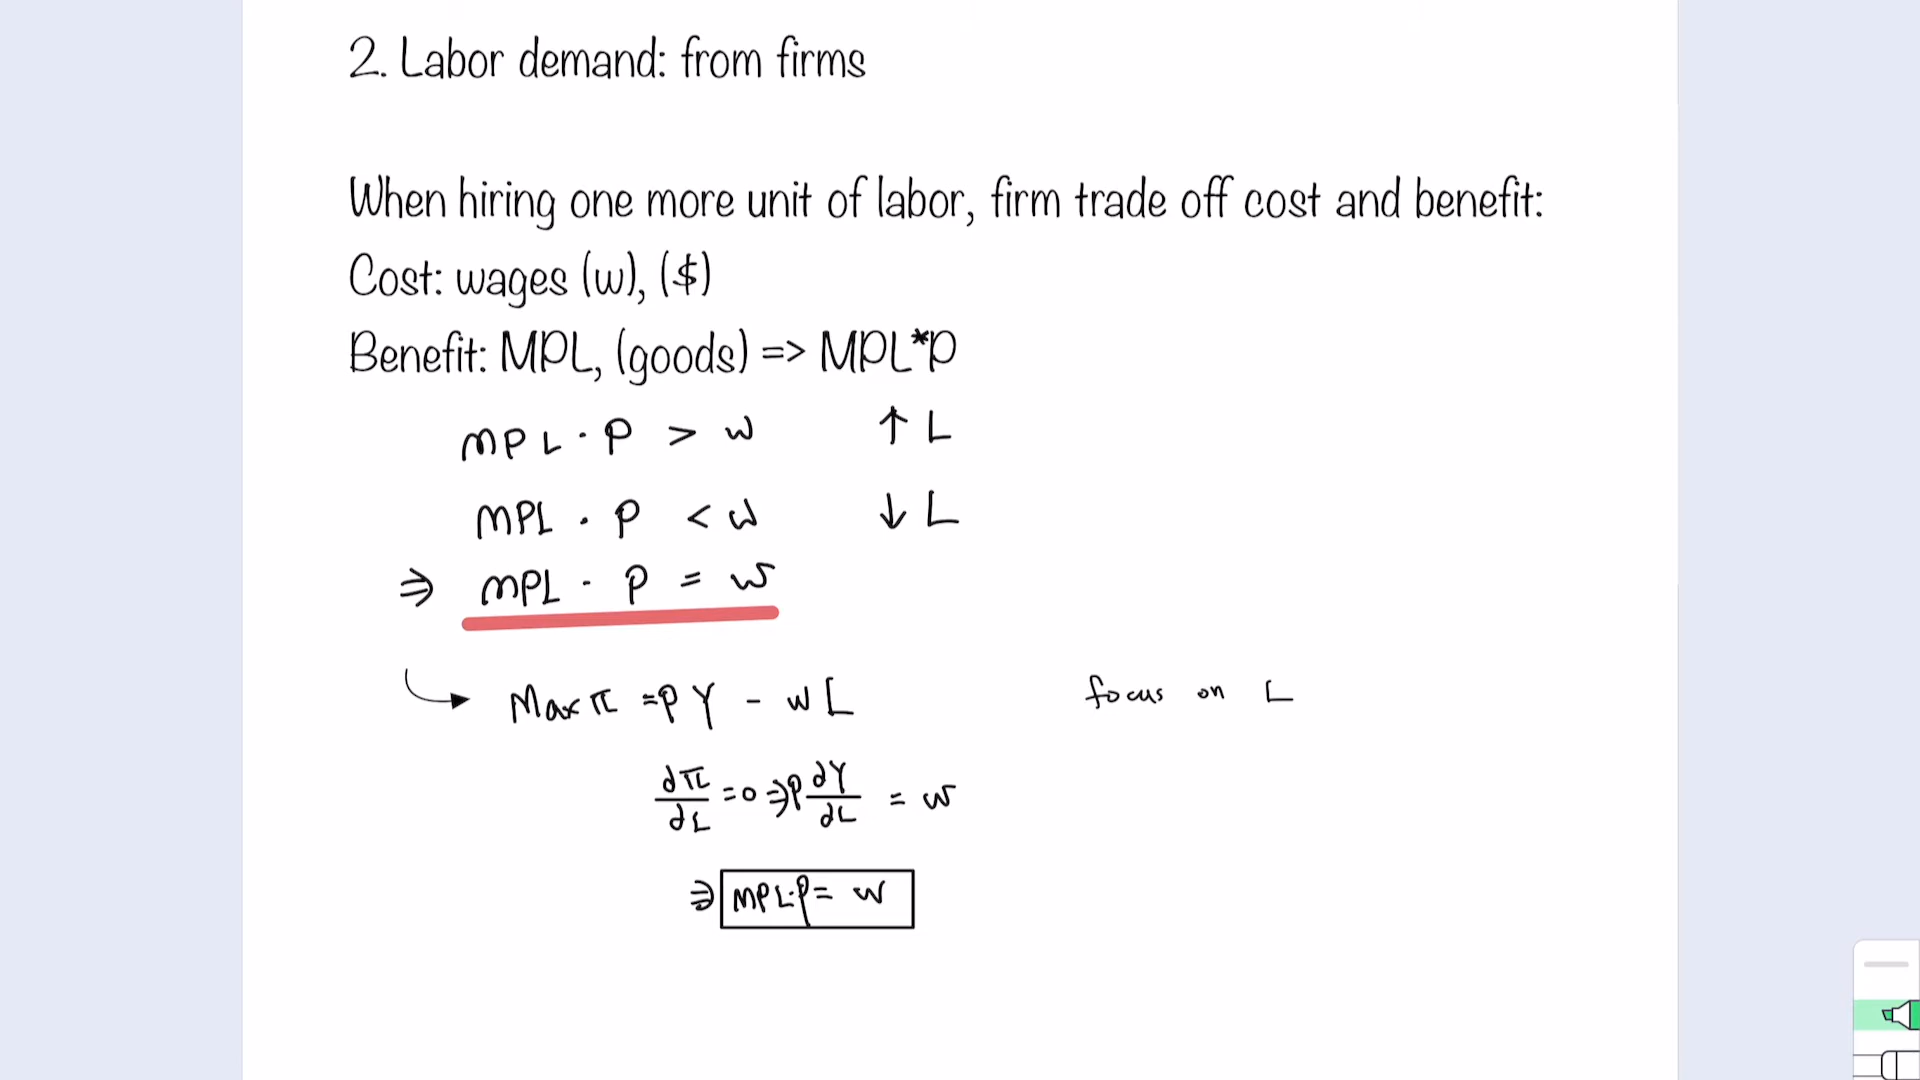 2. Labor demand: from firms
When hiring one more unit of labor, firm trade off cost and benefit:
Cost: wages (w), ($)
Benefit: MPL, (goods) => MPL*P
MPL · P > w ↑ L
MPL · P < w ↓ L
⇒ MPL · P = w
Max π = P Y - w L focus on L
∂π/∂L = 0 ⇒ P ∂Y/∂L = w
⇒ MPL·P = w